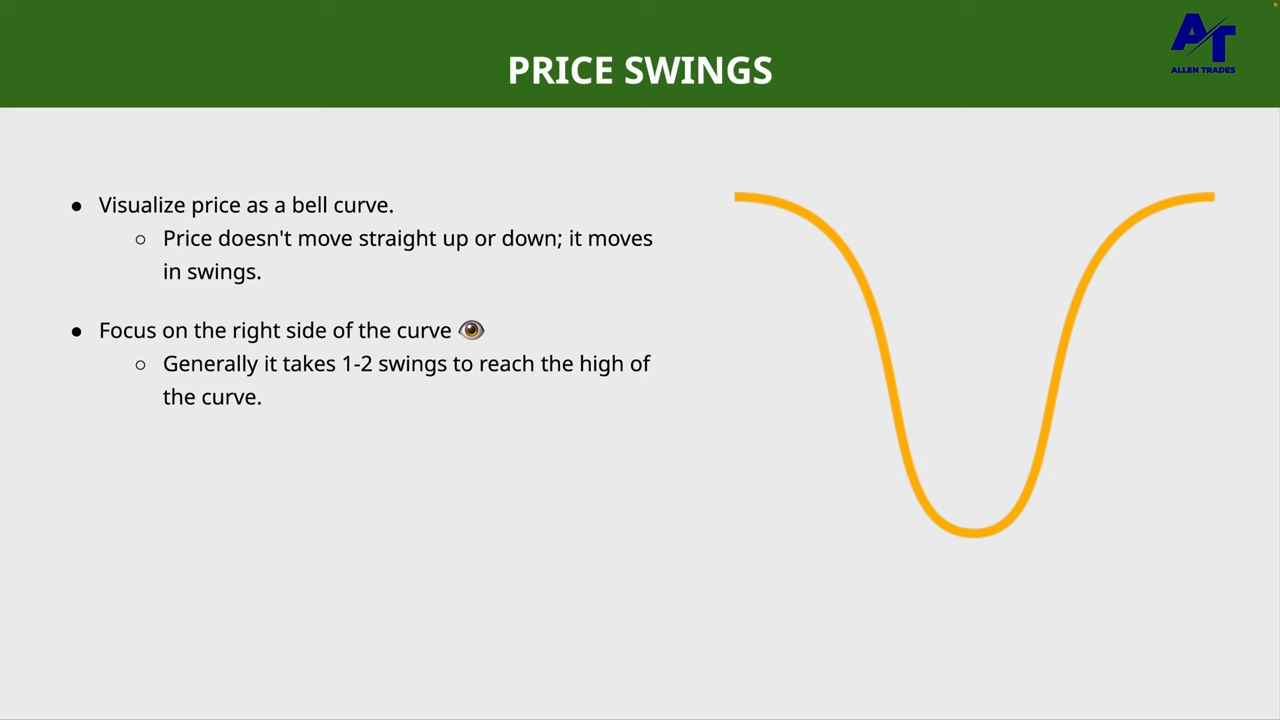 AT
ALLEN TRADES
PRICE SWINGS
● Visualize price as a bell curve.
○ Price doesn't move straight up or down; it moves
in swings.
● Focus on the right side of the curve 👁️
○ Generally it takes 1-2 swings to reach the high of
the curve.